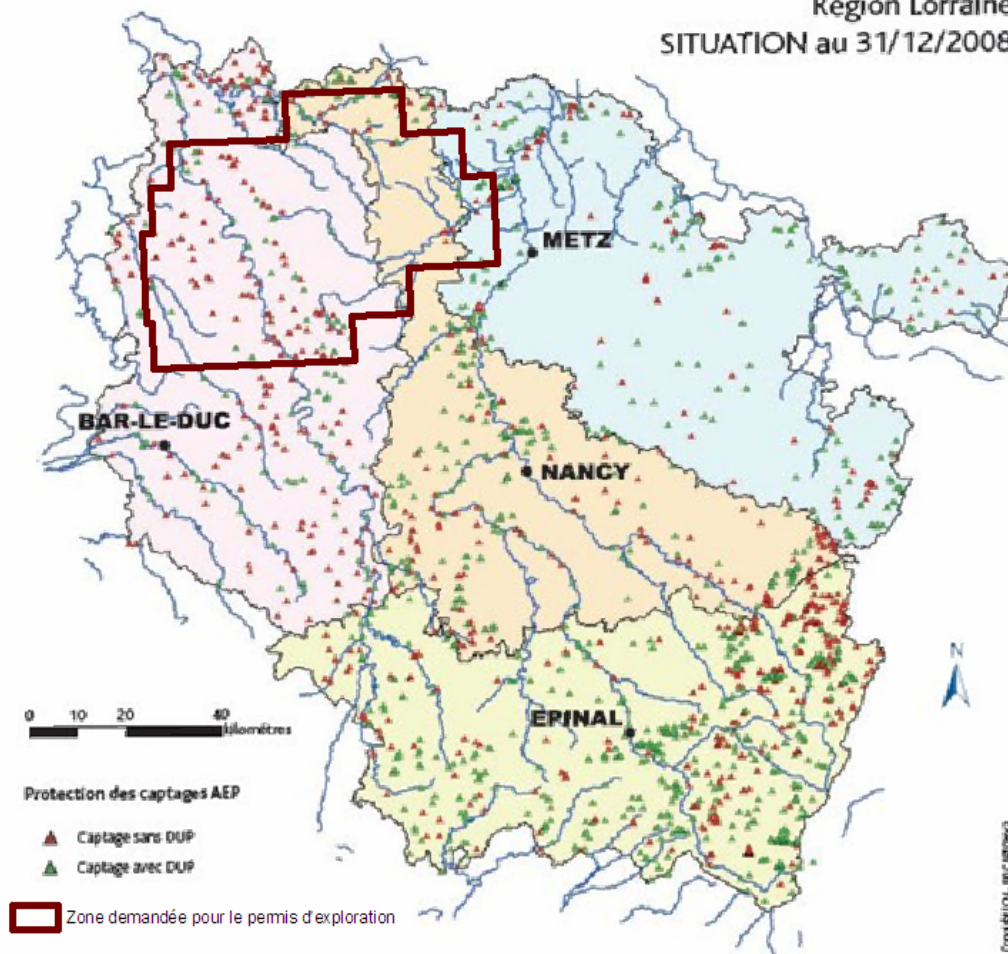 Région Lorraine
SITUATION au 31/12/2008
METZ
BAR-LE-DUC
NANCY
EPINAL
N
0 10 20 40
kilomètres
Protection des captages AEP
Captage sans DUP
Captage avec DUP
Zone demandée pour le permis d'exploration